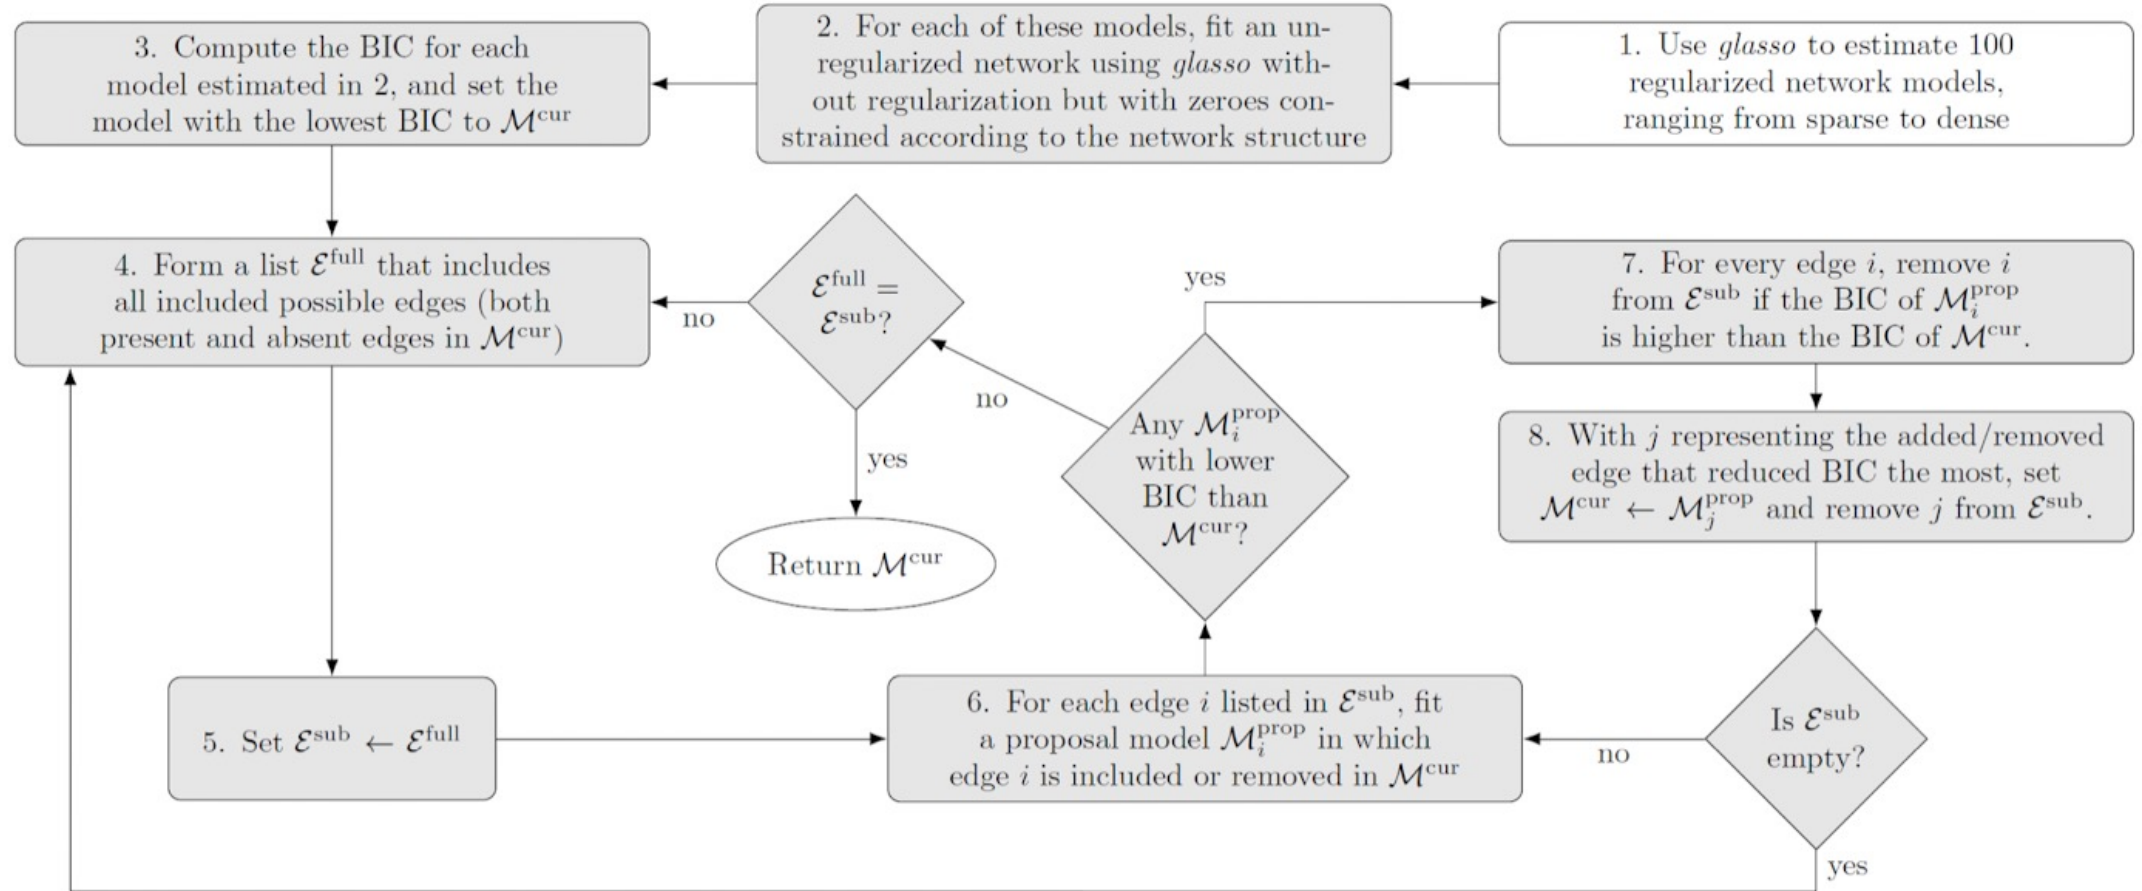 3. Compute the BIC for each
model estimated in 2, and set the
model with the lowest BIC to ℳᶜᵘʳ
2. For each of these models, fit an un-
regularized network using glasso with-
out regularization but with zeroes con-
strained according to the network structure
1. Use glasso to estimate 100
regularized network models,
ranging from sparse to dense
4. Form a list ℰ^full that includes
all included possible edges (both
present and absent edges in ℳ^cur)
ℰ^full =
ℰ^sub?
no
yes
Return ℳ^cur
no
yes
Any ℳ_i^prop
with lower
BIC than
ℳ^cur?
7. For every edge i, remove i
from ℰ^sub if the BIC of ℳ_i^prop
is higher than the BIC of ℳ^cur.
8. With j representing the added/removed
edge that reduced BIC the most, set
ℳ^cur ← ℳ_j^prop and remove j from ℰ^sub.
5. Set ℰ^sub ← ℰ^full
6. For each edge i listed in ℰ^sub, fit
a proposal model ℳ_i^prop in which
edge i is included or removed in ℳ^cur
no
Is ℰ^sub
empty?
yes